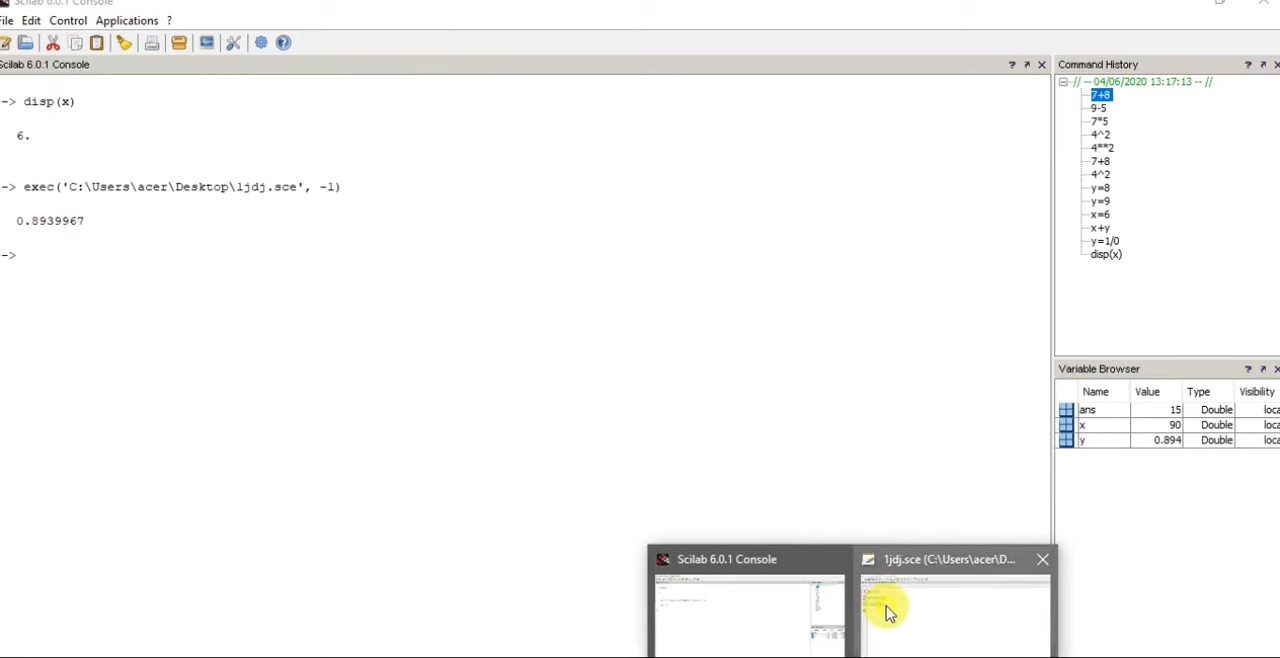 Scilab 6.0.1 Console
File Edit Control Applications ?
Scilab 6.0.1 Console
-> disp(x)
6.
-> exec('C:\Users\acer\Desktop\1jdj.sce', -1)
0.8939967
->
Command History
// -- 04/06/2020 13:17:13 -- //
7+8
9-5
7*5
4^2
4**2
7+8
4^2
y=8
y=9
x=6
x+y
y=1/0
disp(x)
Variable Browser
Name Value Type Visibility
ans 15 Double loca
x 90 Double loca
y 0.894 Double loca
Scilab 6.0.1 Console
1jdj.sce (C:\Users\acer\D...